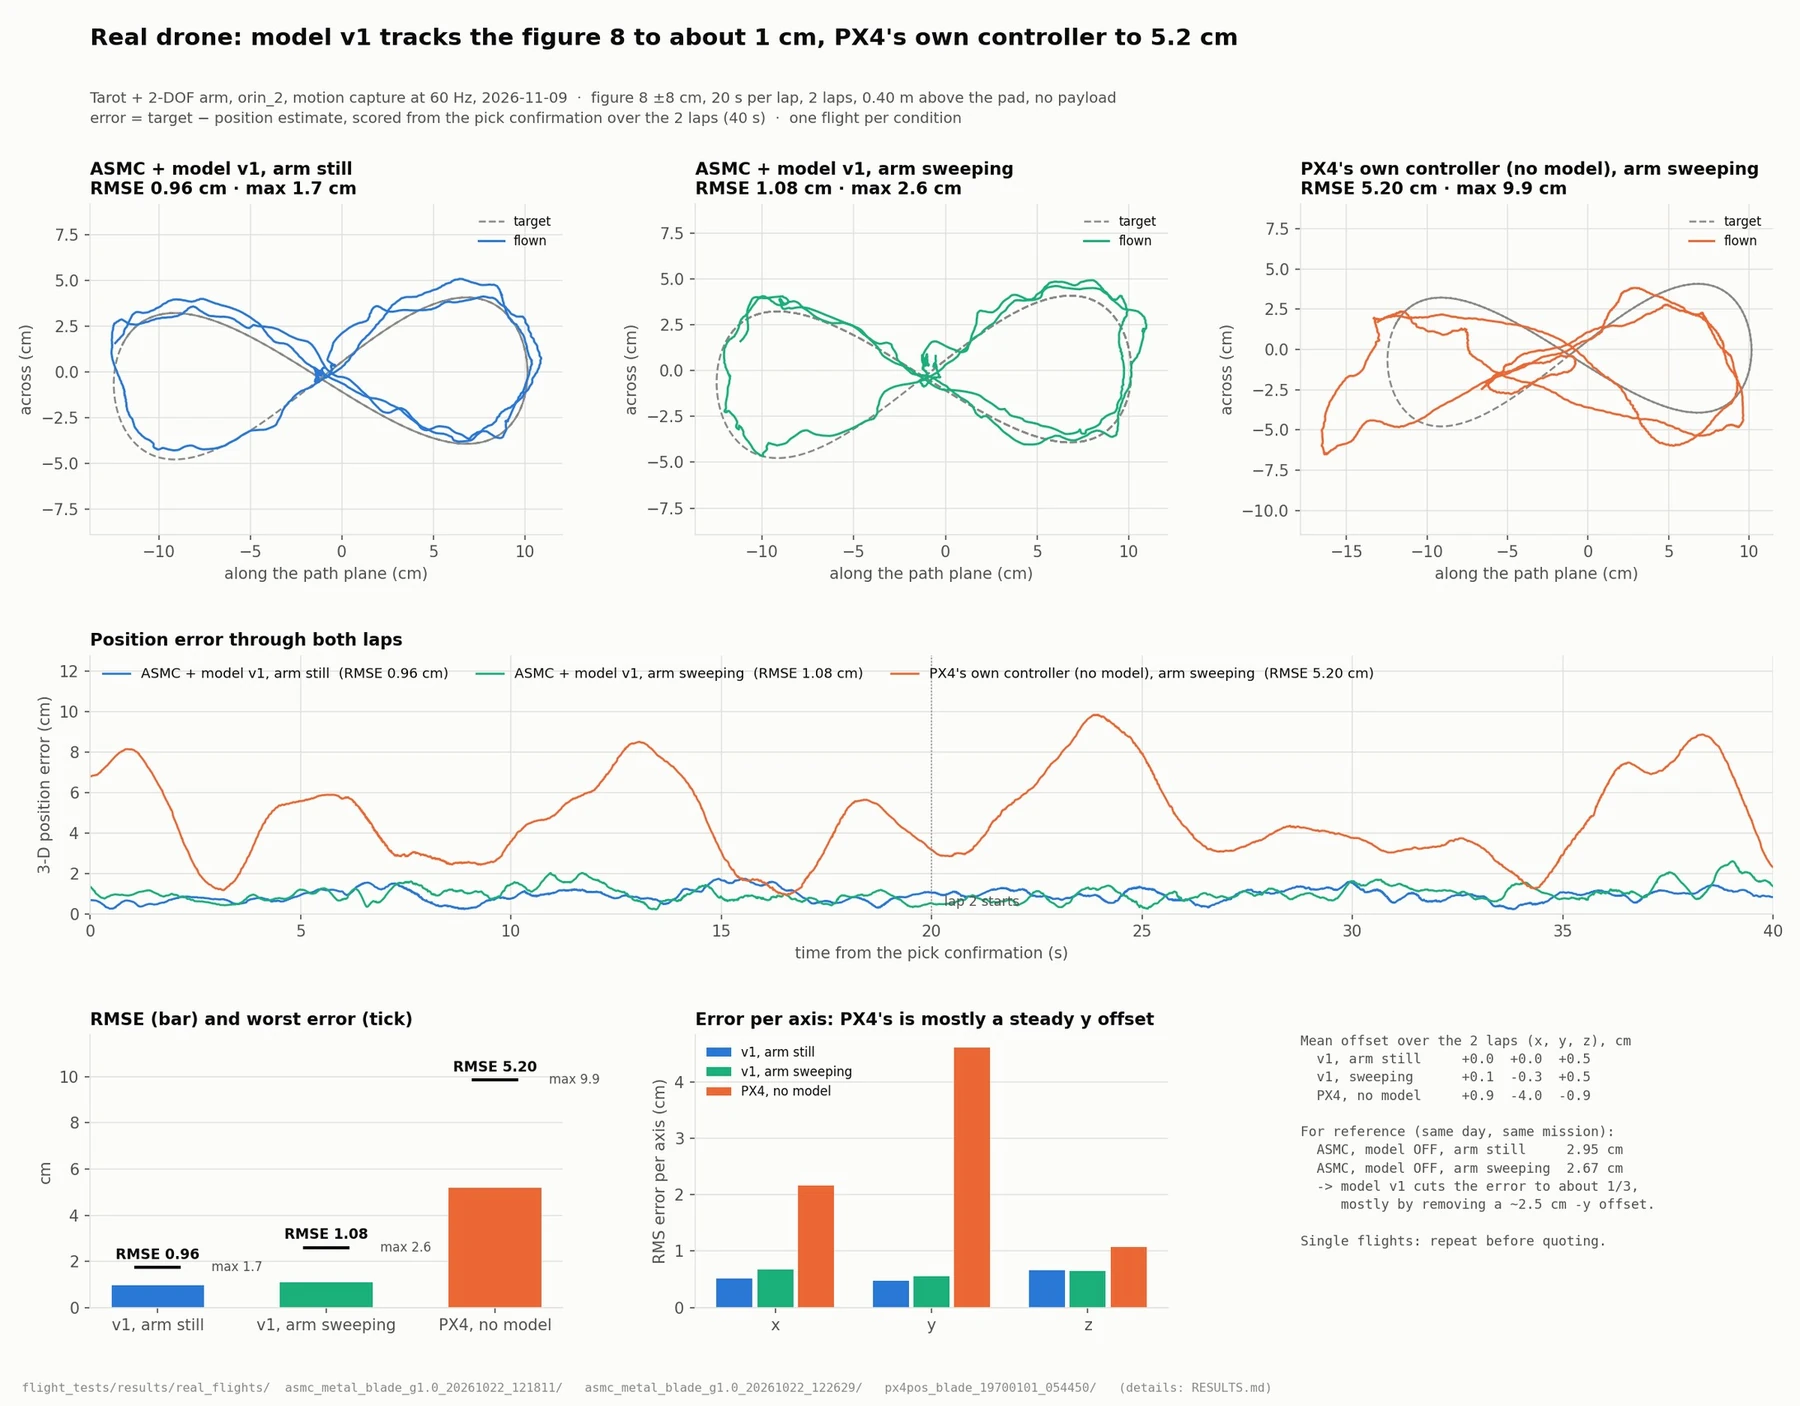 Real drone: model v1 tracks the figure 8 to about 1 cm, PX4's own controller to 5.2 cm
Tarot + 2-DOF arm, orin_2, motion capture at 60 Hz, 2026-11-09 · figure 8 ±8 cm, 20 s per lap, 2 laps, 0.40 m above the pad, no payload
error = target − position estimate, scored from the pick confirmation over the 2 laps (40 s) · one flight per condition
ASMC + model v1, arm still
RMSE 0.96 cm · max 1.7 cm
target
flown
7.5
5.0
2.5
0.0
−2.5
−5.0
−7.5
across (cm)
−10
−5
0
5
10
along the path plane (cm)
ASMC + model v1, arm sweeping
RMSE 1.08 cm · max 2.6 cm
target
flown
7.5
5.0
2.5
0.0
−2.5
−5.0
−7.5
across (cm)
−10
−5
0
5
10
along the path plane (cm)
PX4's own controller (no model), arm sweeping
RMSE 5.20 cm · max 9.9 cm
target
flown
7.5
5.0
2.5
0.0
−2.5
−5.0
−7.5
−10.0
across (cm)
−15
−10
−5
0
5
10
along the path plane (cm)
Position error through both laps
ASMC + model v1, arm still (RMSE 0.96 cm)
ASMC + model v1, arm sweeping (RMSE 1.08 cm)
PX4's own controller (no model), arm sweeping (RMSE 5.20 cm)
12
10
8
6
4
2
0
3-D position error (cm)
lap 2 starts
0
5
10
15
20
25
30
35
40
time from the pick confirmation (s)
RMSE (bar) and worst error (tick)
10
8
6
4
2
0
cm
RMSE 0.96
max 1.7
RMSE 1.08
max 2.6
RMSE 5.20
max 9.9
v1, arm still
v1, arm sweeping
PX4, no model
Error per axis: PX4's is mostly a steady y offset
v1, arm still
v1, arm sweeping
PX4, no model
4
3
2
1
0
RMS error per axis (cm)
x
y
z
Mean offset over the 2 laps (x, y, z), cm
v1, arm still +0.0 +0.0 +0.5
v1, sweeping +0.1 -0.3 +0.5
PX4, no model +0.9 -4.0 -0.9
For reference (same day, same mission):
ASMC, model OFF, arm still 2.95 cm
ASMC, model OFF, arm sweeping 2.67 cm
-> model v1 cuts the error to about 1/3,
mostly by removing a ~2.5 cm -y offset.
Single flights: repeat before quoting.
flight_tests/results/real_flights/ asmc_metal_blade_g1.0_20261022_121811/ asmc_metal_blade_g1.0_20261022_122629/ px4pos_blade_19700101_054450/ (details: RESULTS.md)